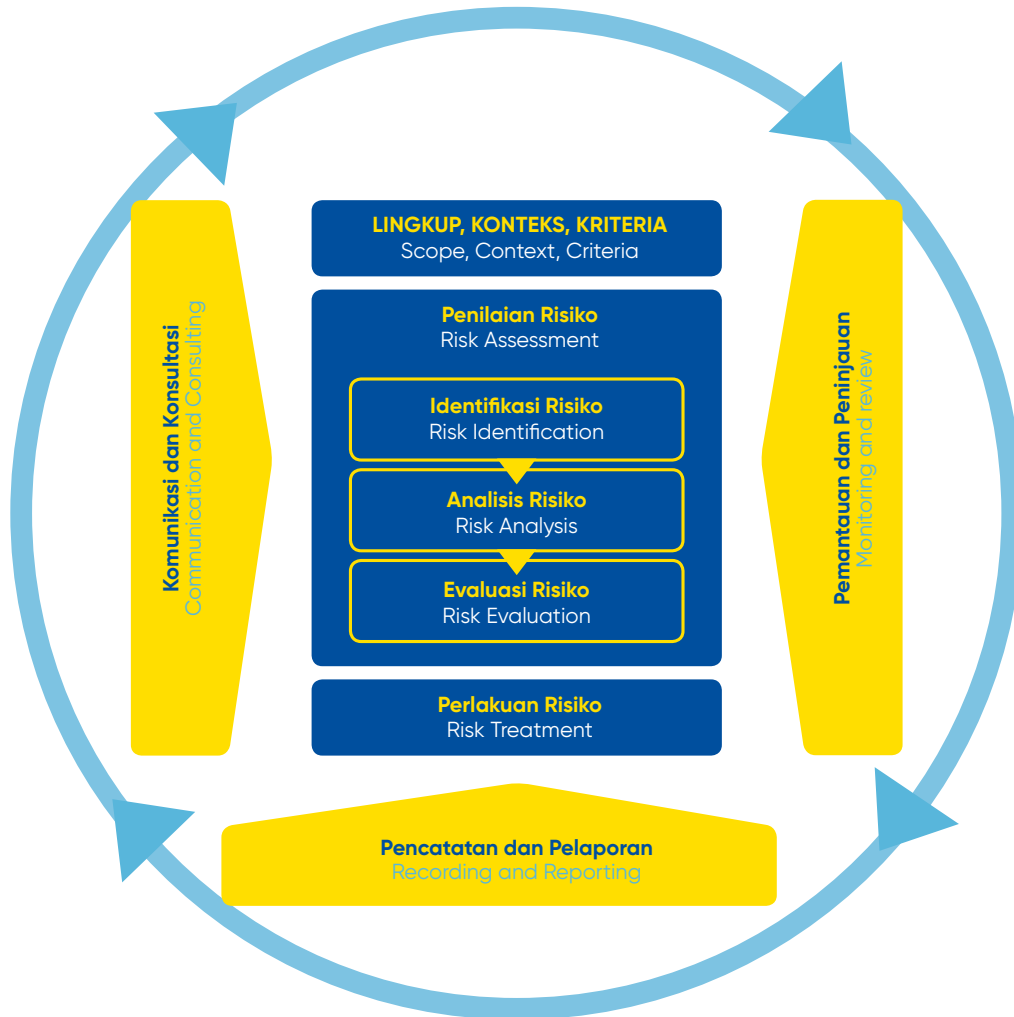 LINGKUP, KONTEKS, KRITERIA
Scope, Context, Criteria
Penilaian Risiko
Risk Assessment
Identifikasi Risiko
Risk Identification
Analisis Risiko
Risk Analysis
Evaluasi Risiko
Risk Evaluation
Perlakuan Risiko
Risk Treatment
Komunikasi dan Konsultasi
Communication and Consulting
Pemantauan dan Peninjauan
Monitoring and review
Pencatatan dan Pelaporan
Recording and Reporting